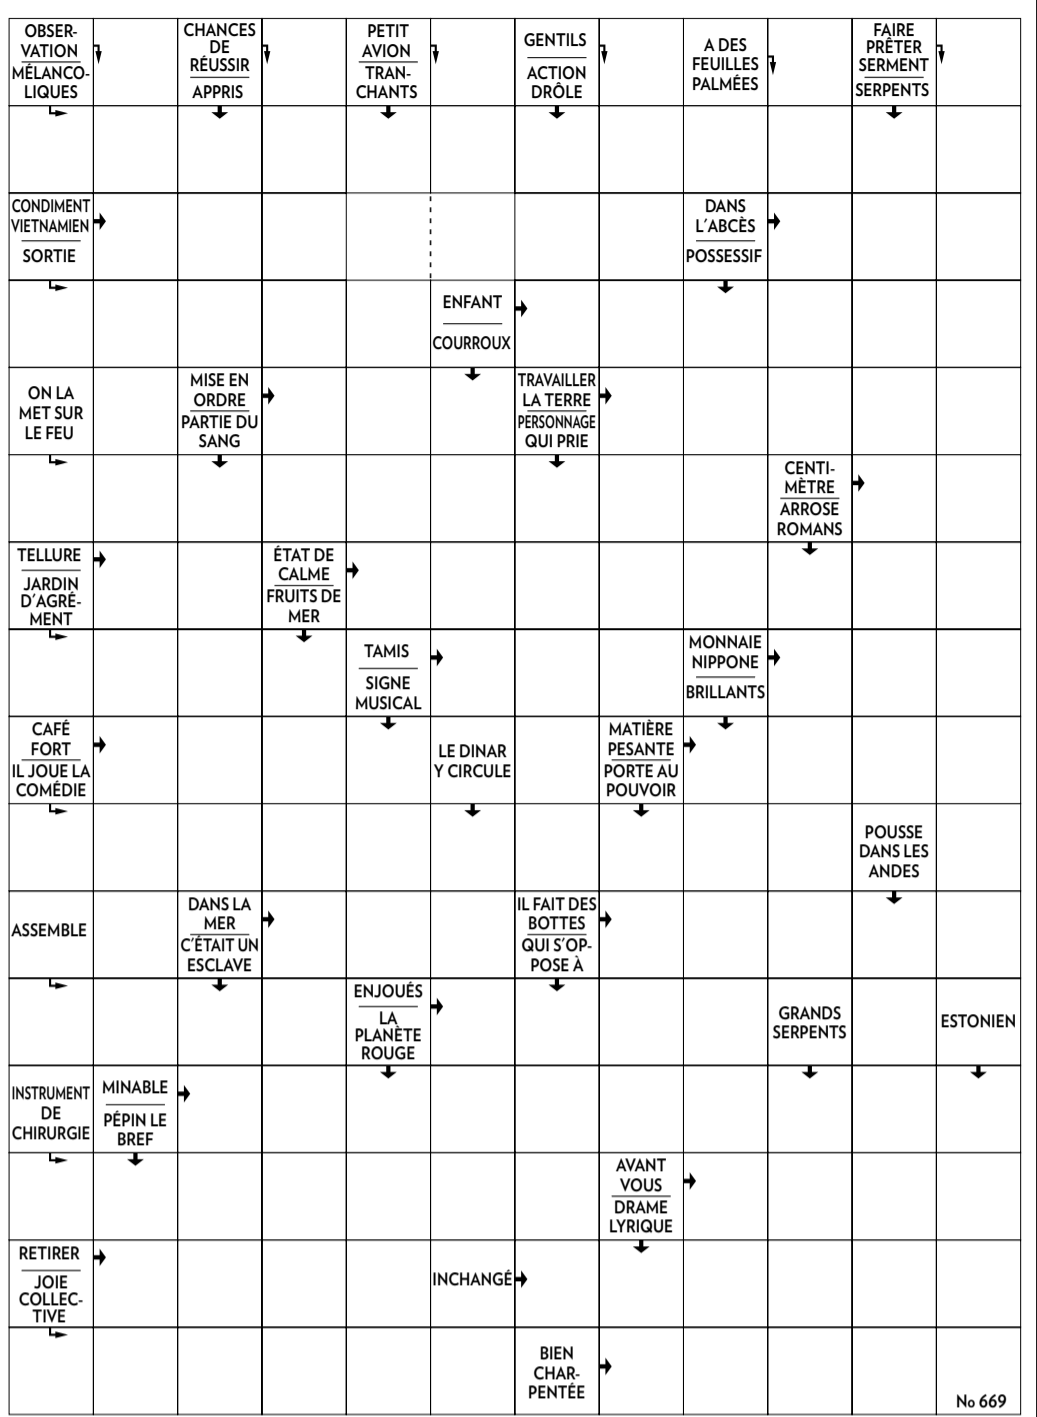 OBSER-
VATION
MÉLANCO-
LIQUES
CHANCES
DE
RÉUSSIR
APPRIS
PETIT
AVION
TRAN-
CHANTS
GENTILS
ACTION
DRÔLE
A DES
FEUILLES
PALMÉES
FAIRE
PRÊTER
SERMENT
SERPENTS
CONDIMENT
VIETNAMIEN
SORTIE
DANS
L'ABCÈS
POSSESSIF
ENFANT
COURROUX
ON LA
MET SUR
LE FEU
MISE EN
ORDRE
PARTIE DU
SANG
TRAVAILLER
LA TERRE
PERSONNAGE
QUI PRIE
CENTI-
MÈTRE
ARROSE
ROMANS
TELLURE
JARDIN
D'AGRÉ-
MENT
ÉTAT DE
CALME
FRUITS DE
MER
TAMIS
SIGNE
MUSICAL
MONNAIE
NIPPONE
BRILLANTS
CAFÉ
FORT
IL JOUE LA
COMÉDIE
LE DINAR
Y CIRCULE
MATIÈRE
PESANTE
PORTE AU
POUVOIR
POUSSE
DANS LES
ANDES
ASSEMBLE
DANS LA
MER
C'ÉTAIT UN
ESCLAVE
IL FAIT DES
BOTTES
QUI S'OP-
POSE À
ENJOUÉS
LA
PLANÈTE
ROUGE
GRANDS
SERPENTS
ESTONIEN
INSTRUMENT
DE
CHIRURGIE
MINABLE
PÉPIN LE
BREF
AVANT
VOUS
DRAME
LYRIQUE
RETIRER
JOIE
COLLEC-
TIVE
INCHANGÉ
BIEN
CHAR-
PENTÉE
No 669